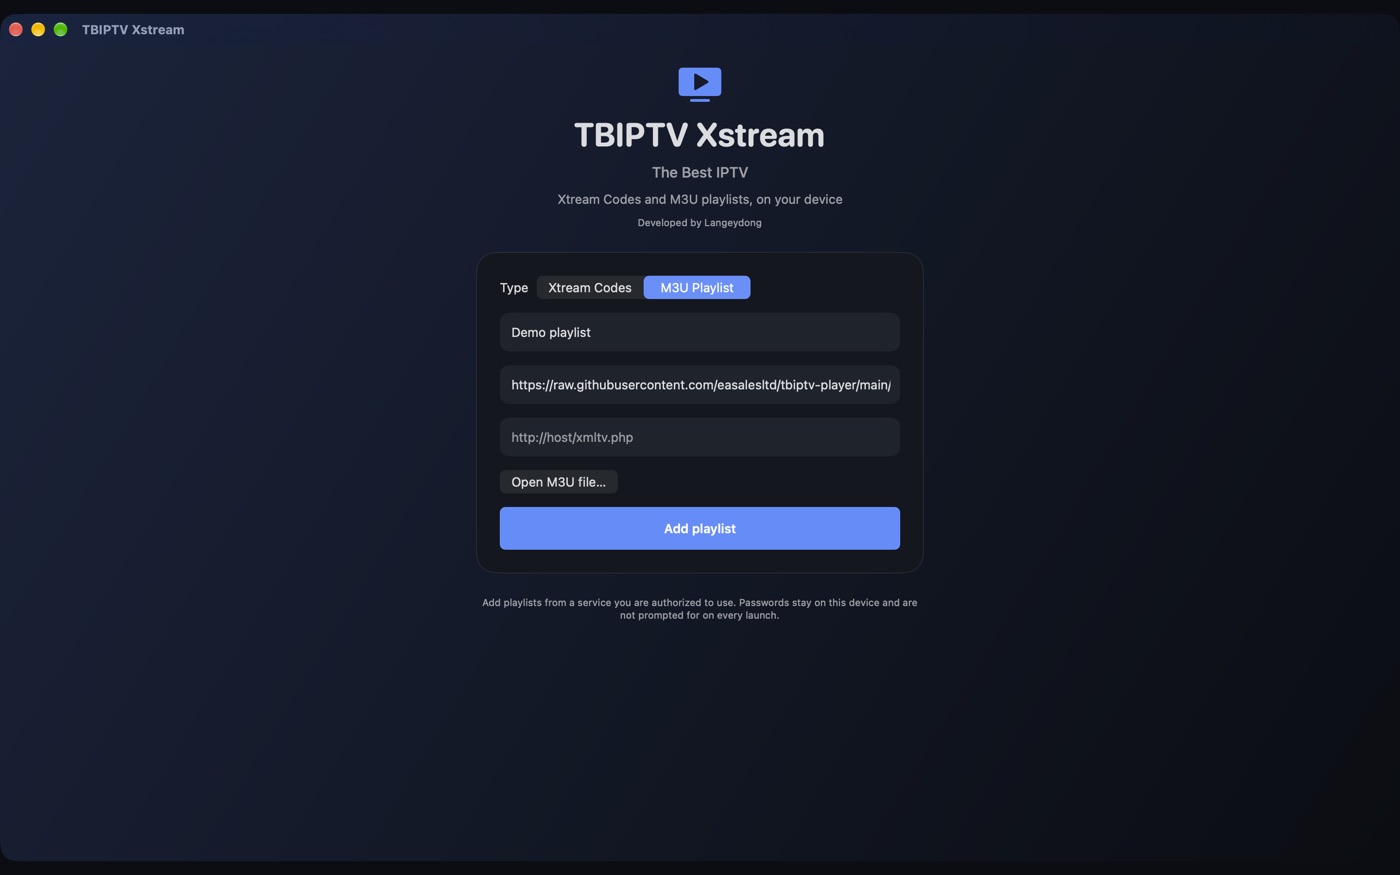 TBIPTV Xstream
TBIPTV Xstream
The Best IPTV
Xtream Codes and M3U playlists, on your device
Developed by Langeydong
Type Xtream Codes M3U Playlist
Demo playlist
https://raw.githubusercontent.com/easalesltd/tbiptv-player/main/
http://host/xmltv.php
Open M3U file...
Add playlist
Add playlists from a service you are authorized to use. Passwords stay on this device and are
not prompted for on every launch.